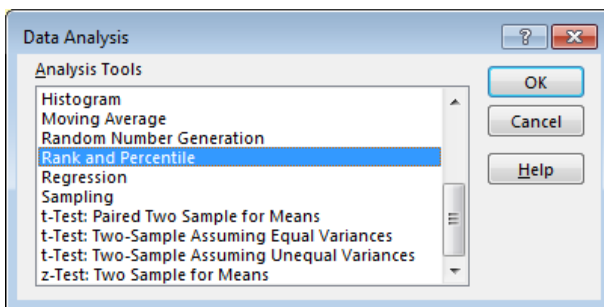 Data Analysis
Analysis Tools
OK
Histogram
Moving Average
Cancel
Random Number Generation
Rank and Percentile
Help
Regression
Sampling
t-Test: Paired Two Sample for Means
t-Test: Two-Sample Assuming Equal Variances
t-Test: Two-Sample Assuming Unequal Variances
z-Test: Two Sample for Means